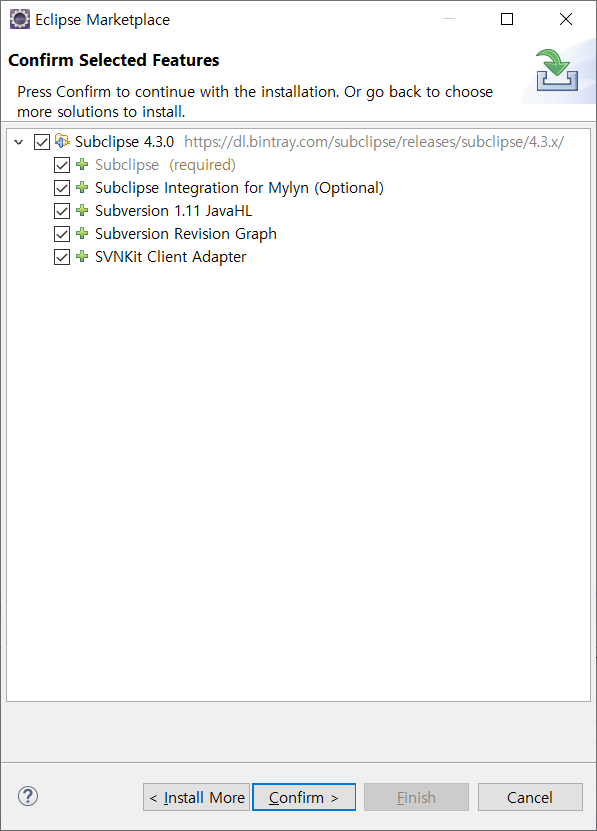 Eclipse Marketplace
Confirm Selected Features
Press Confirm to continue with the installation. Or go back to choose
more solutions to install.
Subclipse 4.3.0 https://dl.bintray.com/subclipse/releases/subclipse/4.3.x/
Subclipse (required)
Subclipse Integration for Mylyn (Optional)
Subversion 1.11 JavaHL
Subversion Revision Graph
SVNKit Client Adapter
? < Install More Confirm > Finish Cancel